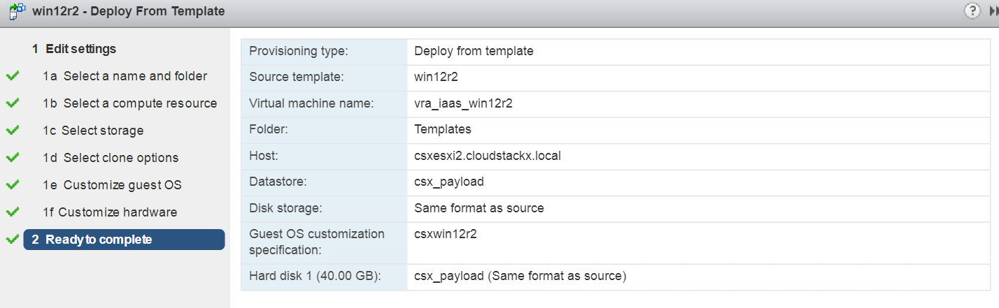 win12r2 - Deploy From Template
?
1 Edit settings
1a Select a name and folder
1b Select a compute resource
1c Select storage
1d Select clone options
1e Customize guest OS
1f Customize hardware
2 Ready to complete
Provisioning type: Deploy from template
Source template: win12r2
Virtual machine name: vra_iaas_win12r2
Folder: Templates
Host: csxesxi2.cloudstackx.local
Datastore: csx_payload
Disk storage: Same format as source
Guest OS customization csxwin12r2
specification:
Hard disk 1 (40.00 GB): csx_payload (Same format as source)